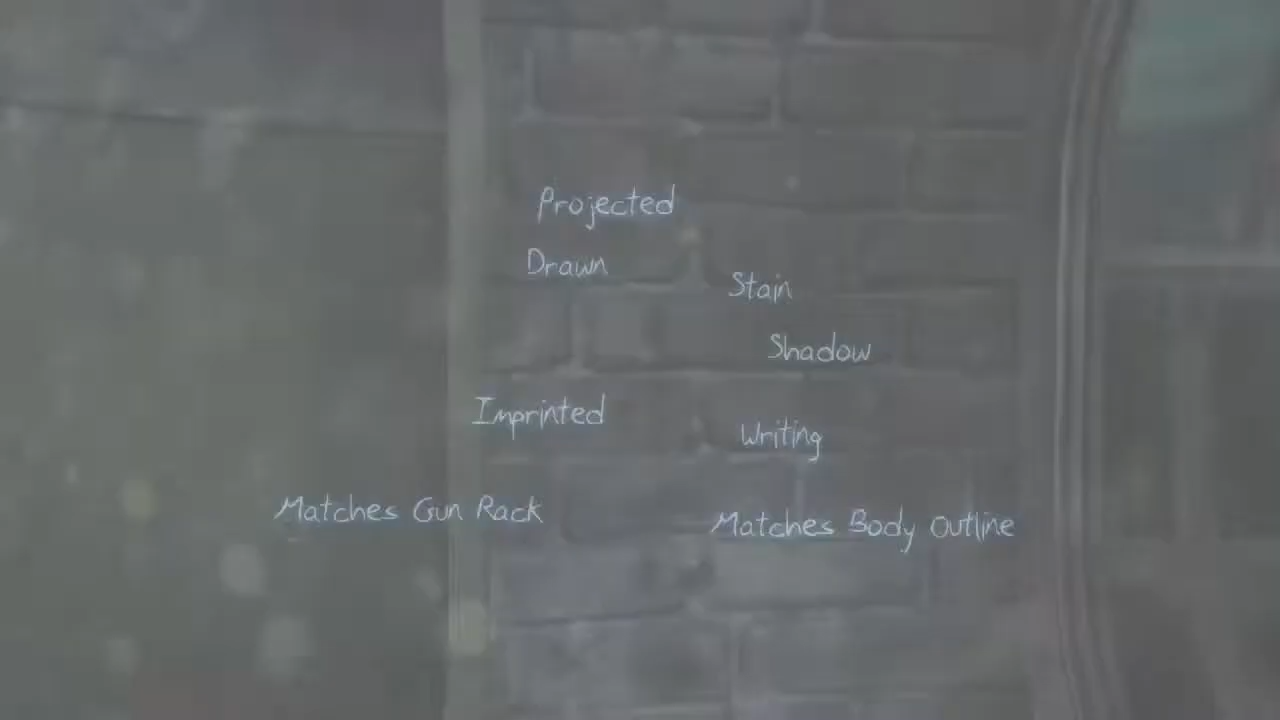 Projected
Drawn
Stain
Shadow
Imprinted
Writing
Matches Gun Rack
Matches Body Outline